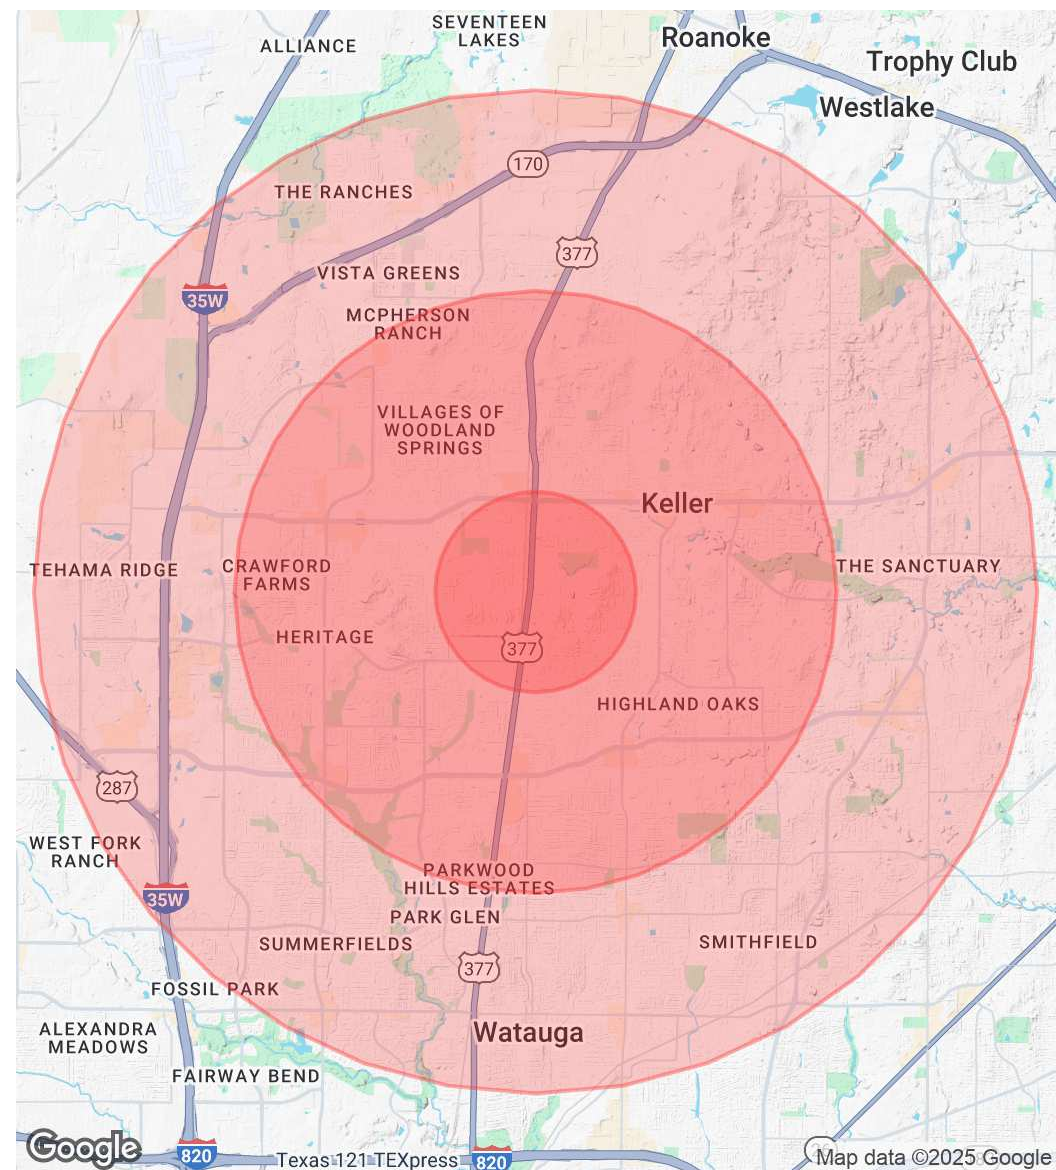 SEVENTEEN
LAKES
ALLIANCE
Roanoke
Trophy Club
Westlake
170
THE RANCHES
377
VISTA GREENS
35W
MCPHERSON
RANCH
VILLAGES OF
WOODLAND
SPRINGS
Keller
TEHAMA RIDGE
CRAWFORD
FARMS
THE SANCTUARY
HERITAGE
377
HIGHLAND OAKS
287
WEST FORK
RANCH
PARKWOOD
HILLS ESTATES
35W
PARK GLEN
SUMMERFIELDS
SMITHFIELD
377
FOSSIL PARK
ALEXANDRA
MEADOWS
Watauga
FAIRWAY BEND
Google
820
Texas 121 TEXpress
820
Map data ©2025 Google